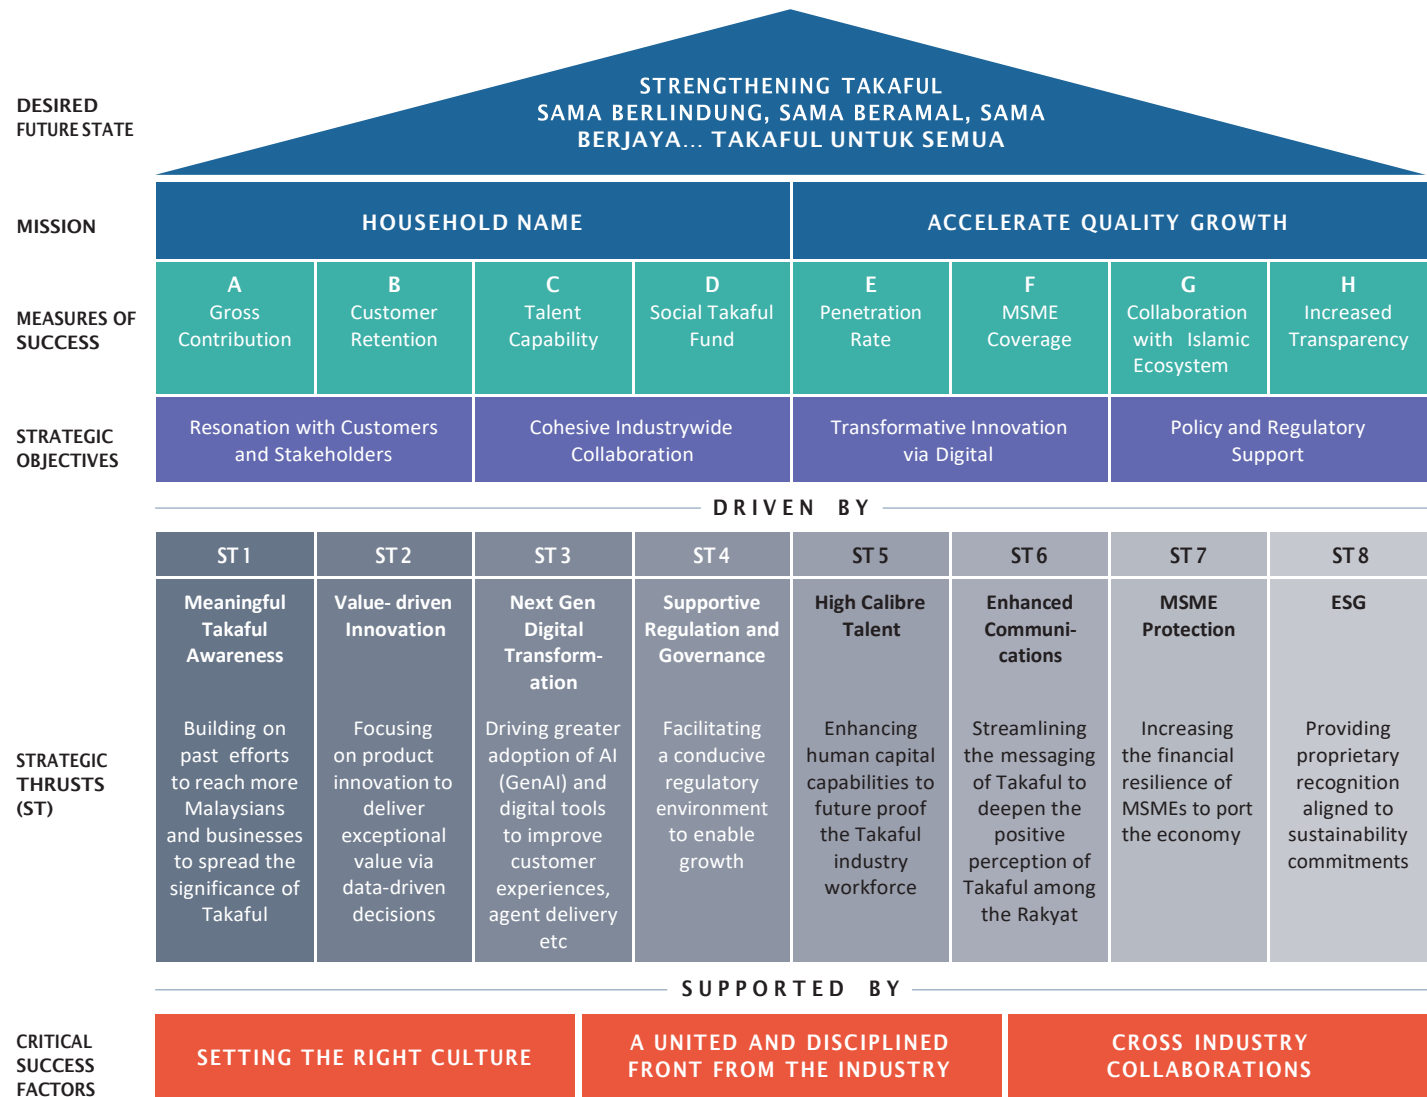 DESIRED
FUTURE STATE
STRENGTHENING TAKAFUL
SAMA BERLINDUNG, SAMA BERAMAL, SAMA
BERJAYA... TAKAFUL UNTUK SEMUA
MISSION
HOUSEHOLD NAME
ACCELERATE QUALITY GROWTH
MEASURES OF
SUCCESS
A
Gross
Contribution
B
Customer
Retention
C
Talent
Capability
D
Social Takaful
Fund
E
Penetration
Rate
F
MSME
Coverage
G
Collaboration
with Islamic
Ecosystem
H
Increased
Transparency
STRATEGIC
OBJECTIVES
Resonation with Customers
and Stakeholders
Cohesive Industrywide
Collaboration
Transformative Innovation
via Digital
Policy and Regulatory
Support
DRIVEN BY
STRATEGIC
THRUSTS
(ST)
ST 1
Meaningful
Takaful
Awareness
Building on
past efforts
to reach more
Malaysians
and businesses
to spread the
significance of
Takaful
ST 2
Value- driven
Innovation
Focusing
on product
innovation to
deliver
exceptional
value via
data-driven
decisions
ST 3
Next Gen
Digital
Transform-
ation
Driving greater
adoption of AI
(GenAI) and
digital tools
to improve
customer
experiences,
agent delivery
etc
ST 4
Supportive
Regulation and
Governance
Facilitating
a conducive
regulatory
environment
to enable
growth
ST 5
High Calibre
Talent
Enhancing
human capital
capabilities to
future proof
the Takaful
industry
workforce
ST 6
Enhanced
Communi-
cations
Streamlining
the messaging
of Takaful to
deepen the
positive
perception of
Takaful among
the Rakyat
ST 7
MSME
Protection
Increasing
the financial
resilience of
MSMEs to port
the economy
ST 8
ESG
Providing
proprietary
recognition
aligned to
sustainability
commitments
SUPPORTED BY
CRITICAL
SUCCESS
FACTORS
SETTING THE RIGHT CULTURE
A UNITED AND DISCIPLINED
FRONT FROM THE INDUSTRY
CROSS INDUSTRY
COLLABORATIONS